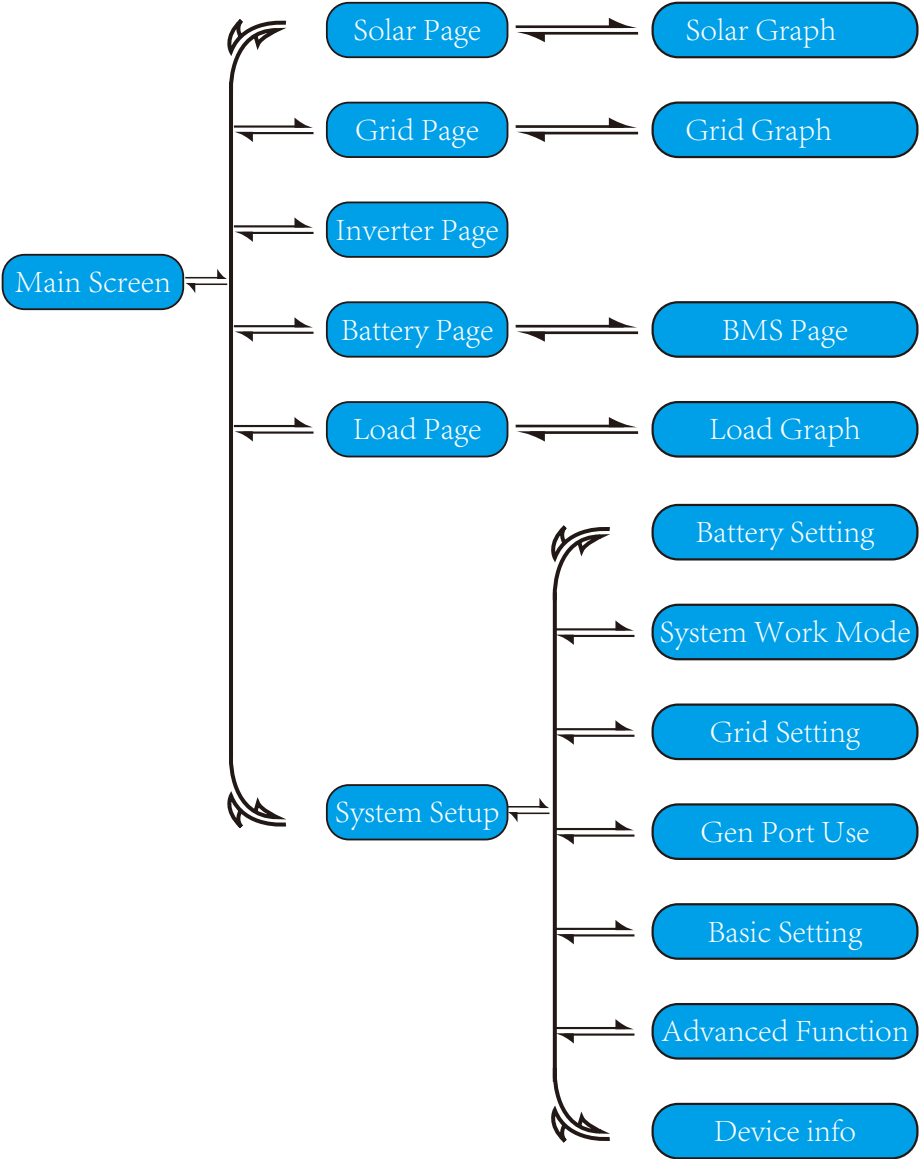 Solar Page
Solar Graph
Grid Page
Grid Graph
Inverter Page
Main Screen
Battery Page
BMS Page
Load Page
Load Graph
Battery Setting
System Work Mode
Grid Setting
System Setup
Gen Port Use
Basic Setting
Advanced Function
Device info